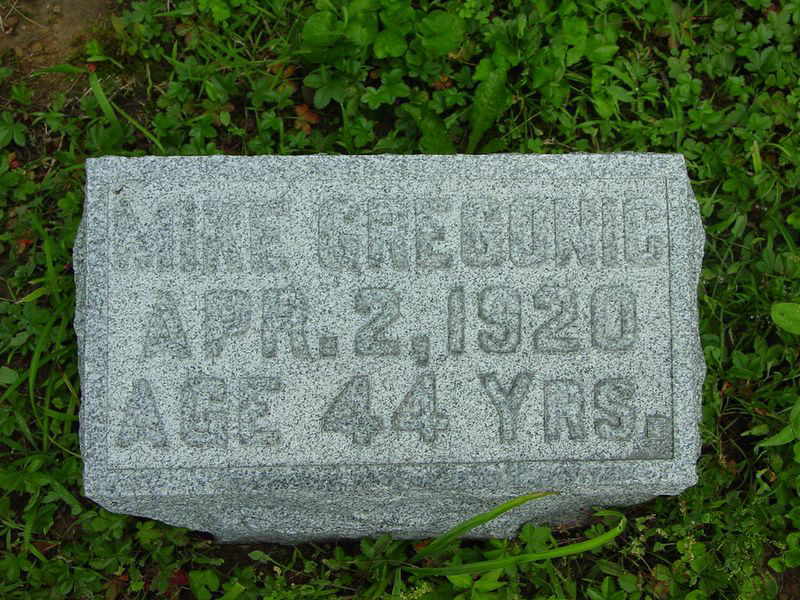 MIKE GREGONIC
APR. 2, 1920
AGE 44 YRS.